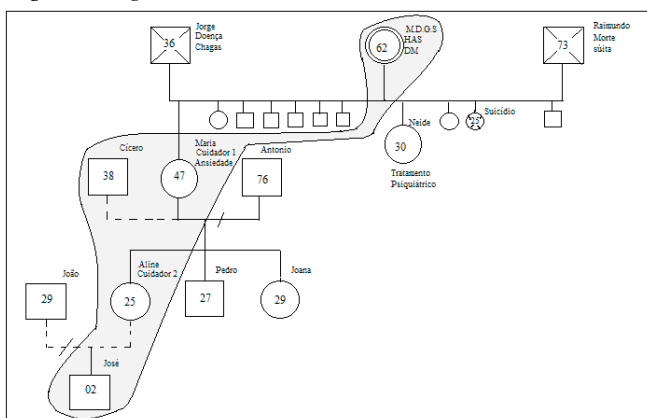 Jorge
Doença
Chagas
36
M.D.G.S
HAS
DM
62
Raimundo
Morte
súita
73
Suicídio
Neide
30
Tratamento
Psiquiátrico
Cícero
38
Maria
Cuidador 1
Ansiedade
47
Antonio
76
João
29
Aline
Cuidador 2
25
Pedro
27
Joana
29
José
02